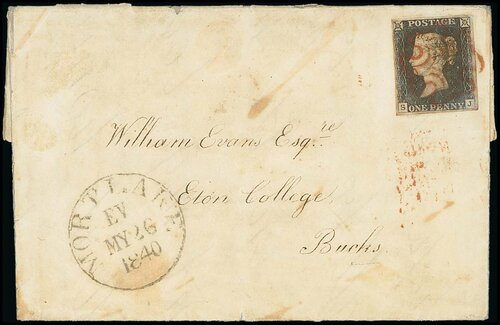 POSTAGE
S J
ONE PENNY
William Evans Esqre
Eton College
Bucks.
MORTLAKE
EV
MY 26
1840